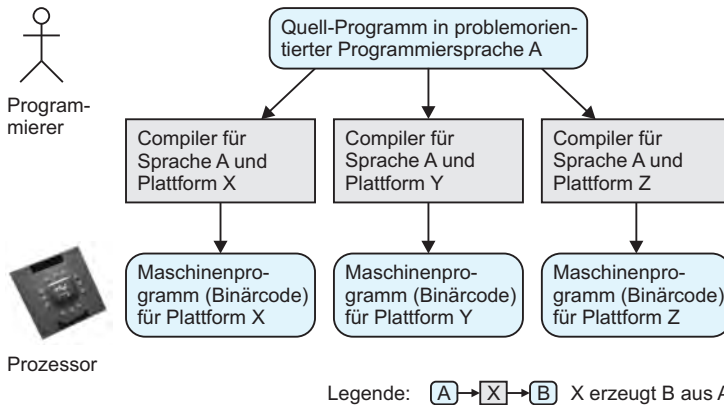 Quell-Programm in problemorien-
tierter Programmiersprache A
Program-
mierer
Compiler für
Sprache A und
Plattform X
Compiler für
Sprache A und
Plattform Y
Compiler für
Sprache A und
Plattform Z
Maschinenpro-
gramm (Binärcode)
für Plattform X
Maschinenpro-
gramm (Binärcode)
für Plattform Y
Maschinenpro-
gramm (Binärcode)
für Plattform Z
Prozessor
Legende: A X B X erzeugt B aus A